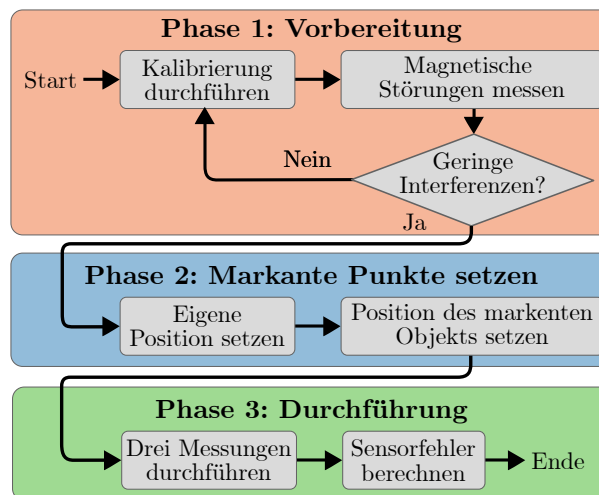 Phase 1: Vorbereitung
Start
Kalibrierung
durchführen
Magnetische
Störungen messen
Nein
Geringe
Interferenzen?
Ja
Phase 2: Markante Punkte setzen
Eigene
Position setzen
Position des markenten
Objekts setzen
Phase 3: Durchführung
Drei Messungen
durchführen
Sensorfehler
berechnen
Ende